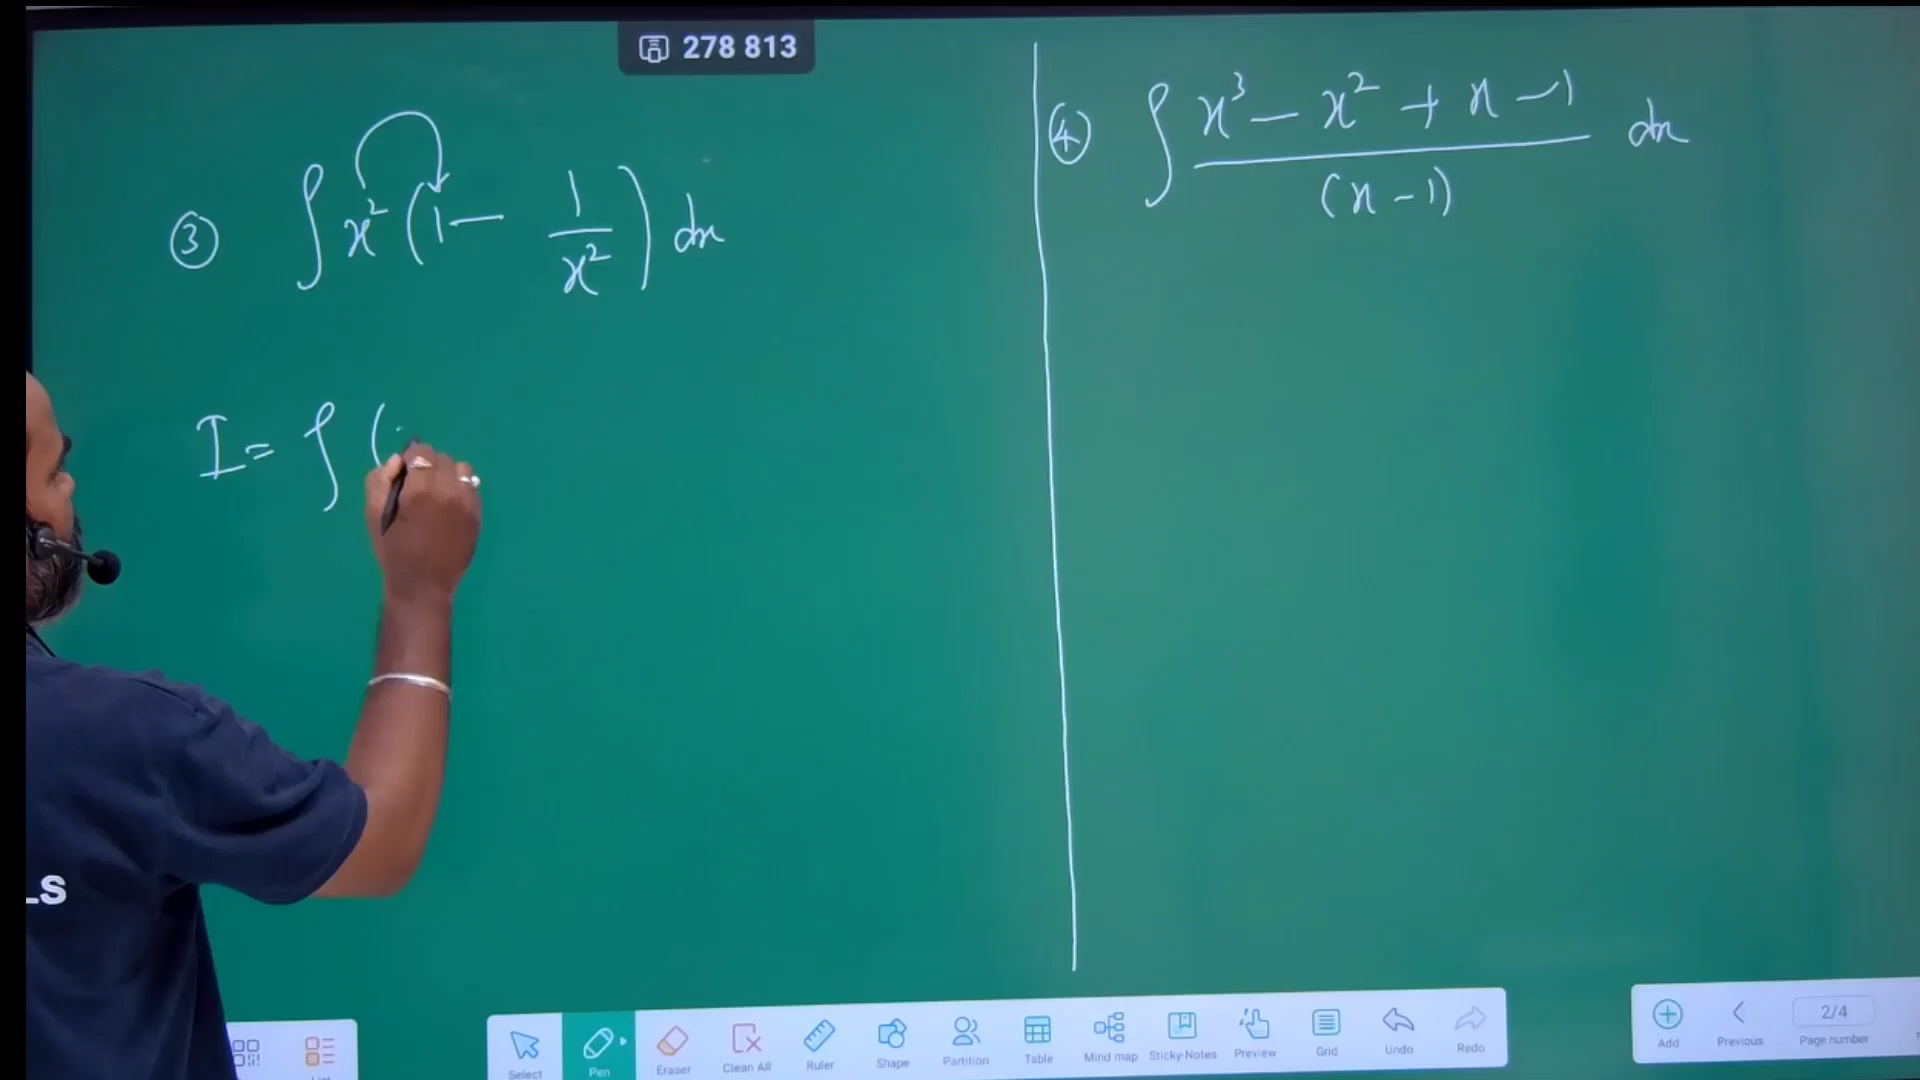 278 813
③ ∫ x² (1 − 1/x²) dx
I = ∫ (
④ ∫ (x³ − x² + x − 1)/(x − 1) dx
LS
Select Pen Eraser Clean All Ruler Shape Partition Table Mind map Sticky Notes Preview Grid Undo Redo
Add Previous 2/4 Page number